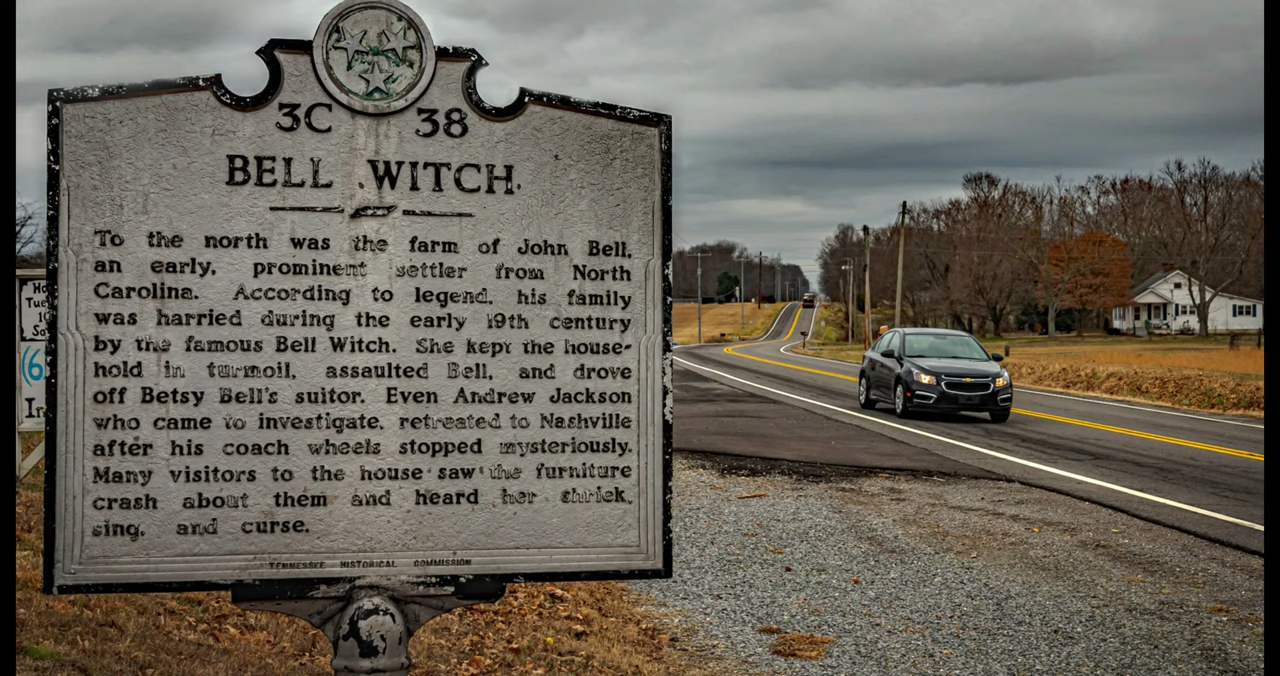 3C 38
BELL WITCH
To the north was the farm of John Bell,
an early, prominent settler from North
Carolina. According to legend, his family
was harried during the early 19th century
by the famous Bell Witch. She kept the house-
hold in turmoil, assaulted Bell, and drove
off Betsy Bell's suitor. Even Andrew Jackson
who came to investigate, retreated to Nashville
after his coach wheels stopped mysteriously.
Many visitors to the house saw the furniture
crash about them and heard her shriek,
sing, and curse.
TENNESSEE HISTORICAL COMMISSION